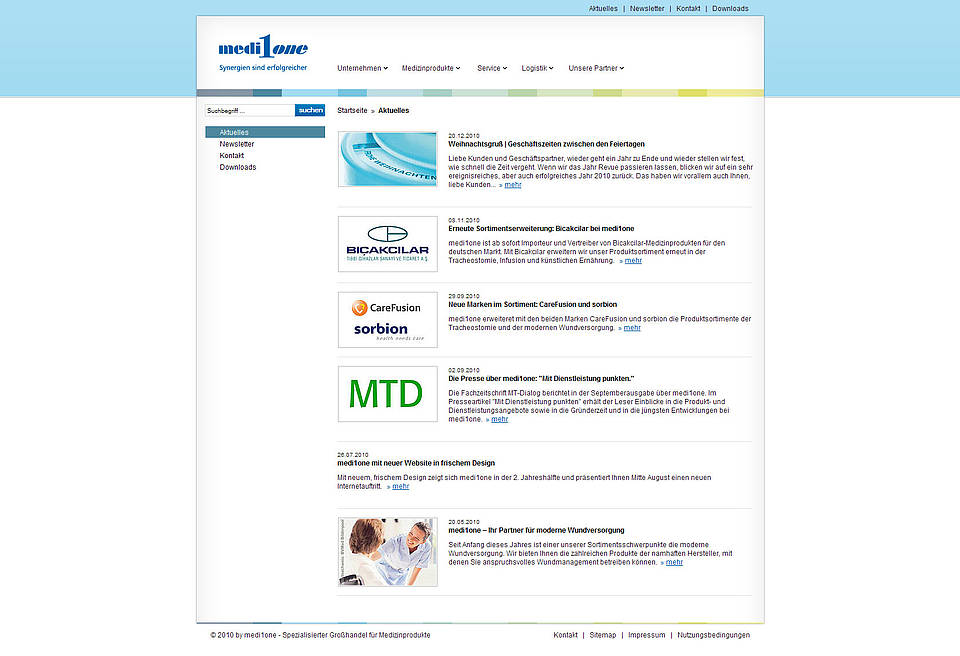 Aktuelles | Newsletter | Kontakt | Downloads
medi1one
Synergien sind erfolgreicher
Unternehmen Medizinprodukte Service Logistik Unsere Partner
Suchbegriff ... suchen
Startseite » Aktuelles
Aktuelles
Newsletter
Kontakt
Downloads
20.12.2010
Weihnachtsgruß | Geschäftszeiten zwischen den Feiertagen
Liebe Kunden und Geschäftspartner, wieder geht ein Jahr zu Ende und wieder stellen wir fest,
wie schnell die Zeit vergeht. Wenn wir das Jahr Revue passieren lassen, blicken wir auf ein sehr
ereignisreiches, aber auch erfolgreiches Jahr 2010 zurück. Das haben wir vorallem auch Ihnen,
liebe Kunden... » mehr
WEIHNACHTEN
03.11.2010
Erneute Sortimentserweiterung: Bicakcilar bei medi1one
medi1one ist ab sofort Importeur und Vertreiber von Bicakcilar-Medizinprodukten für den
deutschen Markt. Mit Bicakcilar erweitern wir unser Produktsortiment erneut in der
Tracheostomie, Infusion und künstlichen Ernährung. » mehr
BIÇAKCILAR
TIBBİ CİHAZLAR SANAYİ VE TİCARET A.Ş.
29.09.2010
Neue Marken im Sortiment: CareFusion und sorbion
medi1one erweiteret mit den beiden Marken CareFusion und sorbion die Produktsortimente der
Tracheostomie und der modernen Wundversorgung. » mehr
CareFusion
sorbion
health needs care
02.09.2010
Die Presse über medi1one: "Mit Dienstleistung punkten."
Die Fachzeitschrift MT-Dialog berichtet in der Septemberausgabe über medi1one. Im
Presseartikel "Mit Dienstleistung punkten" erhält der Leser Einblicke in die Produkt- und
Dienstleistungsangebote sowie in die Gründerzeit und in die jüngsten Entwicklungen bei
medi1one. » mehr
MTD
26.07.2010
medi1one mit neuer Website in frischem Design
Mit neuem, frischem Design zeigt sich medi1one in der 2. Jahreshälfte und präsentiert Ihnen Mitte August einen neuen
Internetauftritt. » mehr
20.05.2010
medi1one – Ihr Partner für moderne Wundversorgung
Seit Anfang dieses Jahres ist einer unserer Sortimentsschwerpunkte die moderne
Wundversorgung. Wir bieten Ihnen die zahlreichen Produkte der namhaften Hersteller, mit
denen Sie anspruchsvolles Wundmanagement betreiben können. » mehr
© 2010 by medi1one - Spezialisierter Großhandel für Medizinprodukte
Kontakt | Sitemap | Impressum | Nutzungsbedingungen